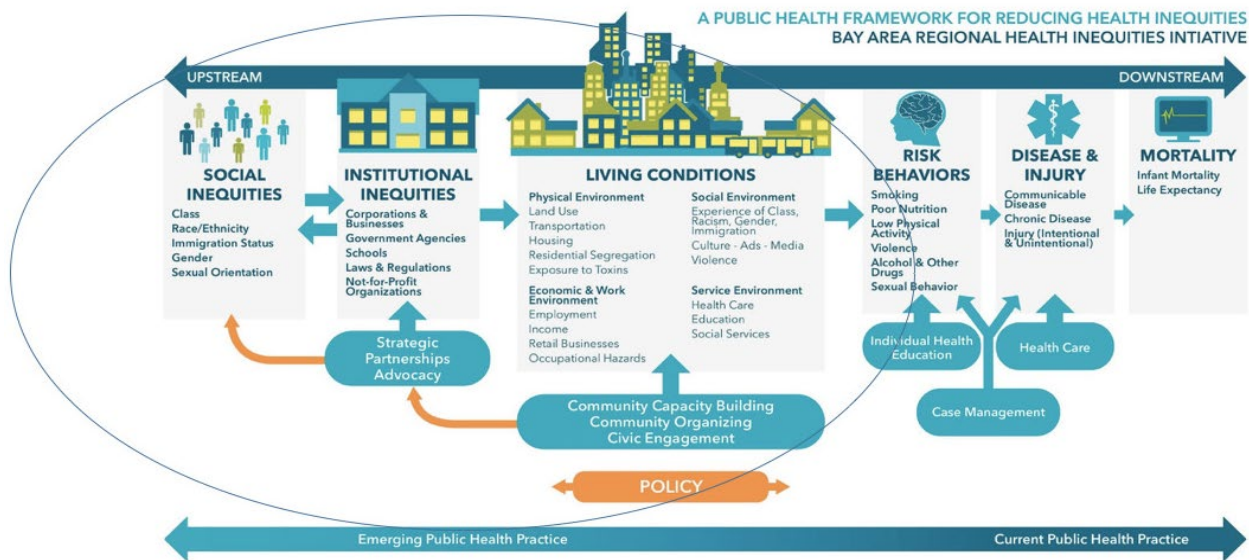 A PUBLIC HEALTH FRAMEWORK FOR REDUCING HEALTH INEQUITIES
BAY AREA REGIONAL HEALTH INEQUITIES INTIATIVE
UPSTREAM
DOWNSTREAM
SOCIAL
INEQUITIES
Class
Race/Ethnicity
Immigration Status
Gender
Sexual Orientation
INSTITUTIONAL
INEQUITIES
Corporations &
Businesses
Government Agencies
Schools
Laws & Regulations
Not-for-Profit
Organizations
LIVING CONDITIONS
Physical Environment
Land Use
Transportation
Housing
Residential Segregation
Exposure to Toxins
Economic & Work
Environment
Employment
Income
Retail Businesses
Occupational Hazards
Social Environment
Experience of Class,
Racism, Gender,
Immigration
Culture - Ads - Media
Violence
Service Environment
Health Care
Education
Social Services
RISK
BEHAVIORS
Smoking
Poor Nutrition
Low Physical
Activity
Violence
Alcohol & Other
Drugs
Sexual Behavior
DISEASE &
INJURY
Communicable
Disease
Chronic Disease
Injury (Intentional
& Unintentional)
MORTALITY
Infant Mortality
Life Expectancy
Strategic
Partnerships
Advocacy
Community Capacity Building
Community Organizing
Civic Engagement
Individual Health
Education
Health Care
Case Management
POLICY
Emerging Public Health Practice
Current Public Health Practice